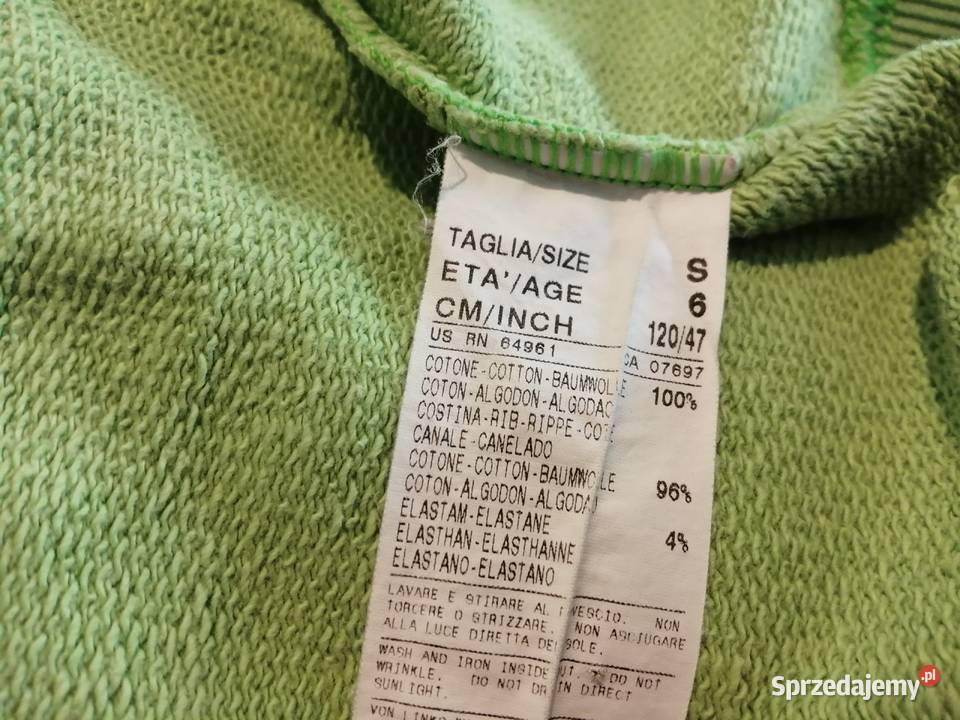 TAGLIA/SIZE S
ETA'/AGE 6
CM/INCH 120/47
US RN 64961 CA 07697
COTONE-COTTON-BAUMWOLLE 100%
COTON-ALGODON-ALGODAO
COSTINA-RIB-RIPPE-COTE
CANALE-CANELADO
COTONE-COTTON-BAUMWOLLE 96%
COTON-ALGODON-ALGODA
ELASTAM-ELASTANE 4%
ELASTHAN-ELASTHANNE
ELASTANO-ELASTANO
LAVARE E STIRARE AL ROVESCIO. NON
TORCERE O STRIZZARE. NON ASCIUGARE
ALLA LUCE DIRETTA DEL SOLE.
WASH AND IRON INSIDE OUT. DO NOT
WRINKLE. DO NOT DRY IN DIRECT
SUNLIGHT.
VON LINKS
Sprzedajemy.pl